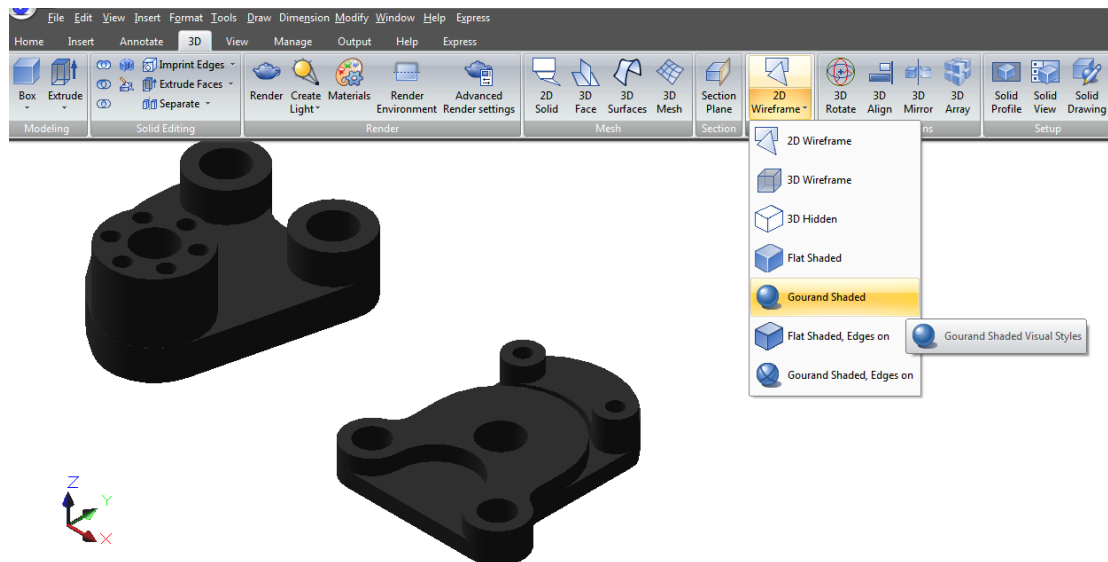 File Edit View Insert Format Tools Draw Dimension Modify Window Help Express
Home Insert Annotate 3D View Manage Output Help Express
Imprint Edges
Extrude Faces
Separate
Box Extrude Render Create Light Materials Render Environment Advanced Render settings 2D Solid 3D Face 3D Surfaces 3D Mesh Section Plane 2D Wireframe 3D Rotate 3D Align 3D Mirror 3D Array Solid Profile Solid View Solid Drawing
Modeling Solid Editing Render Mesh Section ns Setup
2D Wireframe
3D Wireframe
3D Hidden
Flat Shaded
Gourand Shaded
Flat Shaded, Edges on
Gourand Shaded Visual Styles
Gourand Shaded, Edges on
Z
Y
X